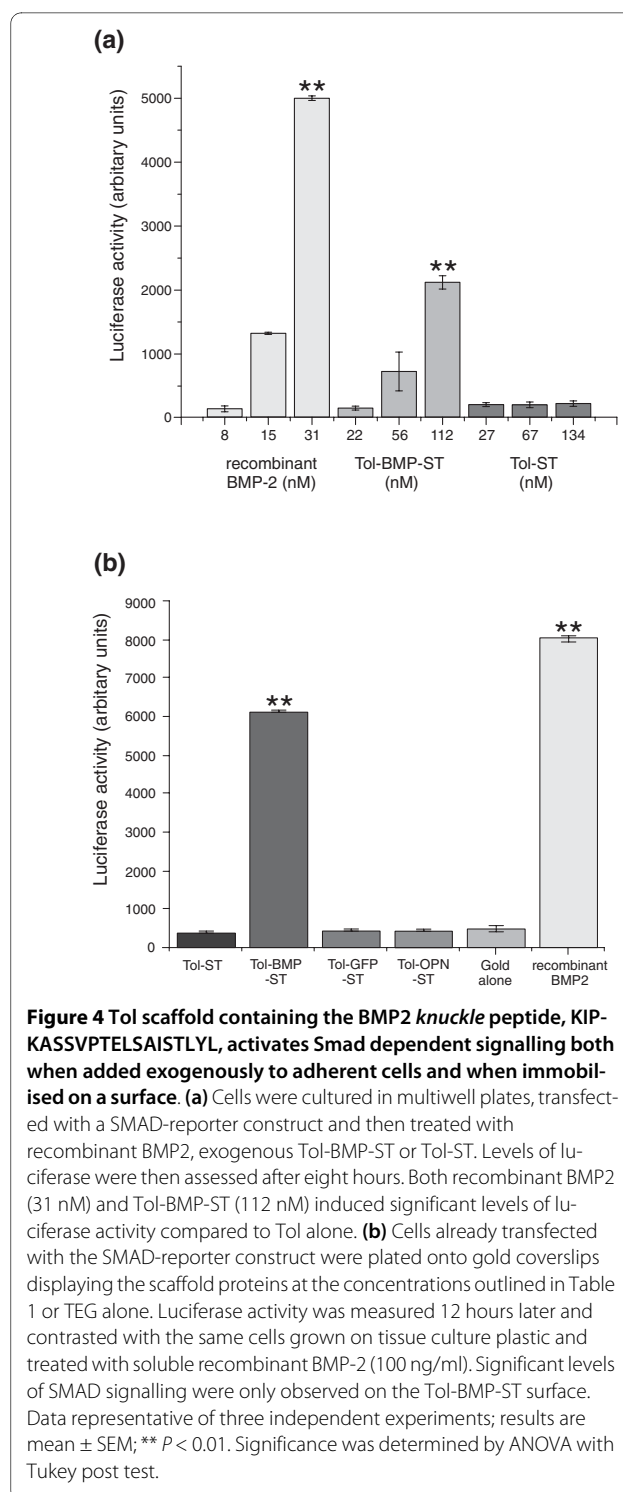 (a)
Luciferase activity (arbitary units)
5000
4000
3000
2000
1000
0
**
**
8 15 31 22 56 112 27 67 134
recombinant Tol-BMP-ST Tol-ST
BMP-2 (nM) (nM) (nM)
(b)
Luciferase activity (arbitary units)
9000
8000
7000
6000
5000
4000
3000
2000
1000
0
**
**
Tol-ST Tol-BMP Tol-GFP Tol-OPN Gold recombinant
-ST -ST -ST alone BMP2
Figure 4 Tol scaffold containing the BMP2 knuckle peptide, KIP-
KASSVPTELSAISTLYL, activates Smad dependent signalling both
when added exogenously to adherent cells and when immobil-
ised on a surface. (a) Cells were cultured in multiwell plates, transfect-
ed with a SMAD-reporter construct and then treated with
recombinant BMP2, exogenous Tol-BMP-ST or Tol-ST. Levels of lu-
ciferase were then assessed after eight hours. Both recombinant BMP2
(31 nM) and Tol-BMP-ST (112 nM) induced significant levels of lu-
ciferase activity compared to Tol alone. (b) Cells already transfected
with the SMAD-reporter construct were plated onto gold coverslips
displaying the scaffold proteins at the concentrations outlined in Table
1 or TEG alone. Luciferase activity was measured 12 hours later and
contrasted with the same cells grown on tissue culture plastic and
treated with soluble recombinant BMP-2 (100 ng/ml). Significant levels
of SMAD signalling were only observed on the Tol-BMP-ST surface.
Data representative of three independent experiments; results are
mean ± SEM; ** P < 0.01. Significance was determined by ANOVA with
Tukey post test.